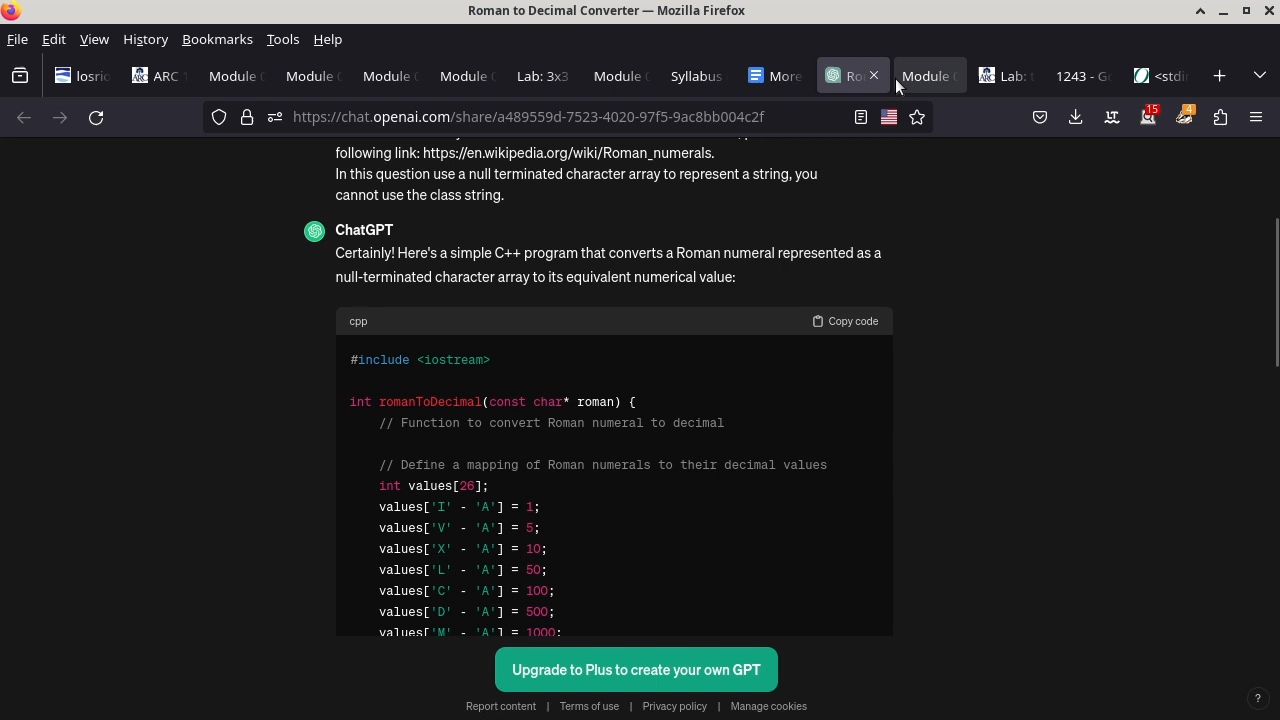 Roman to Decimal Converter — Mozilla Firefox
File Edit View History Bookmarks Tools Help
losrio ARC Module Module Module Module Lab: 3x3 Module Syllabus More Ro Module Lab: 1243 - Ge <stdi
https://chat.openai.com/share/a489559d-7523-4020-97f5-9ac8bb004c2f 15 4
following link: https://en.wikipedia.org/wiki/Roman_numerals.
In this question use a null terminated character array to represent a string, you
cannot use the class string.
ChatGPT
Certainly! Here's a simple C++ program that converts a Roman numeral represented as a
null-terminated character array to its equivalent numerical value:
cpp Copy code
#include <iostream>
int romanToDecimal(const char* roman) {
// Function to convert Roman numeral to decimal
// Define a mapping of Roman numerals to their decimal values
int values[26];
values['I' - 'A'] = 1;
values['V' - 'A'] = 5;
values['X' - 'A'] = 10;
values['L' - 'A'] = 50;
values['C' - 'A'] = 100;
values['D' - 'A'] = 500;
values['M' - 'A'] = 1000;
Upgrade to Plus to create your own GPT
Report content | Terms of use | Privacy policy | Manage cookies
?